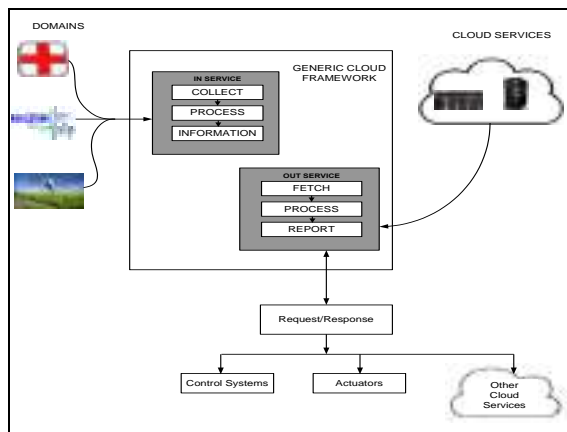 DOMAINS
CLOUD SERVICES
GENERIC CLOUD
FRAMEWORK
IN SERVICE
COLLECT
PROCESS
INFORMATION
OUT SERVICE
FETCH
PROCESS
REPORT
Request/Response
Control Systems
Actuators
Other
Cloud
Services